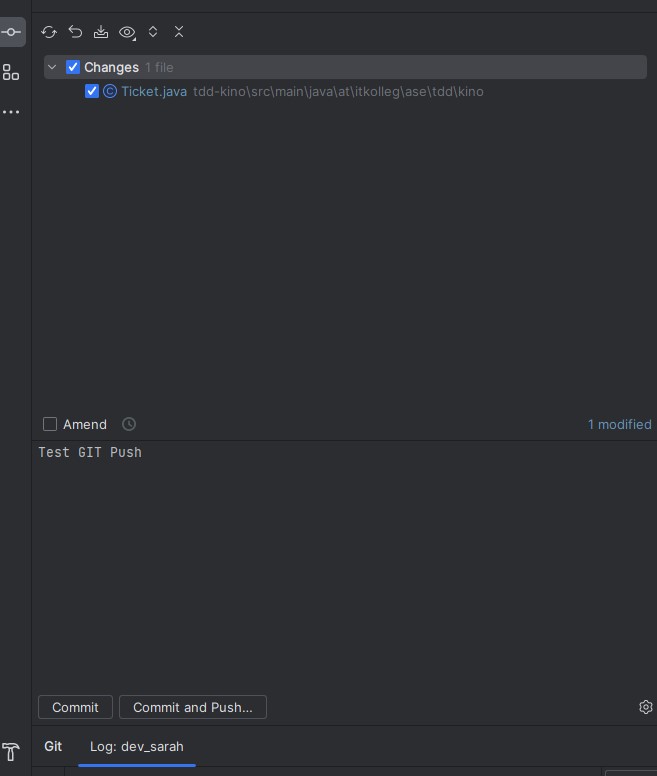 Changes 1 file
Ticket.java tdd-kino\src\main\java\at\itkolleg\ase\tdd\kino
Amend 1 modified
Test GIT Push
Commit Commit and Push...
Git Log: dev_sarah